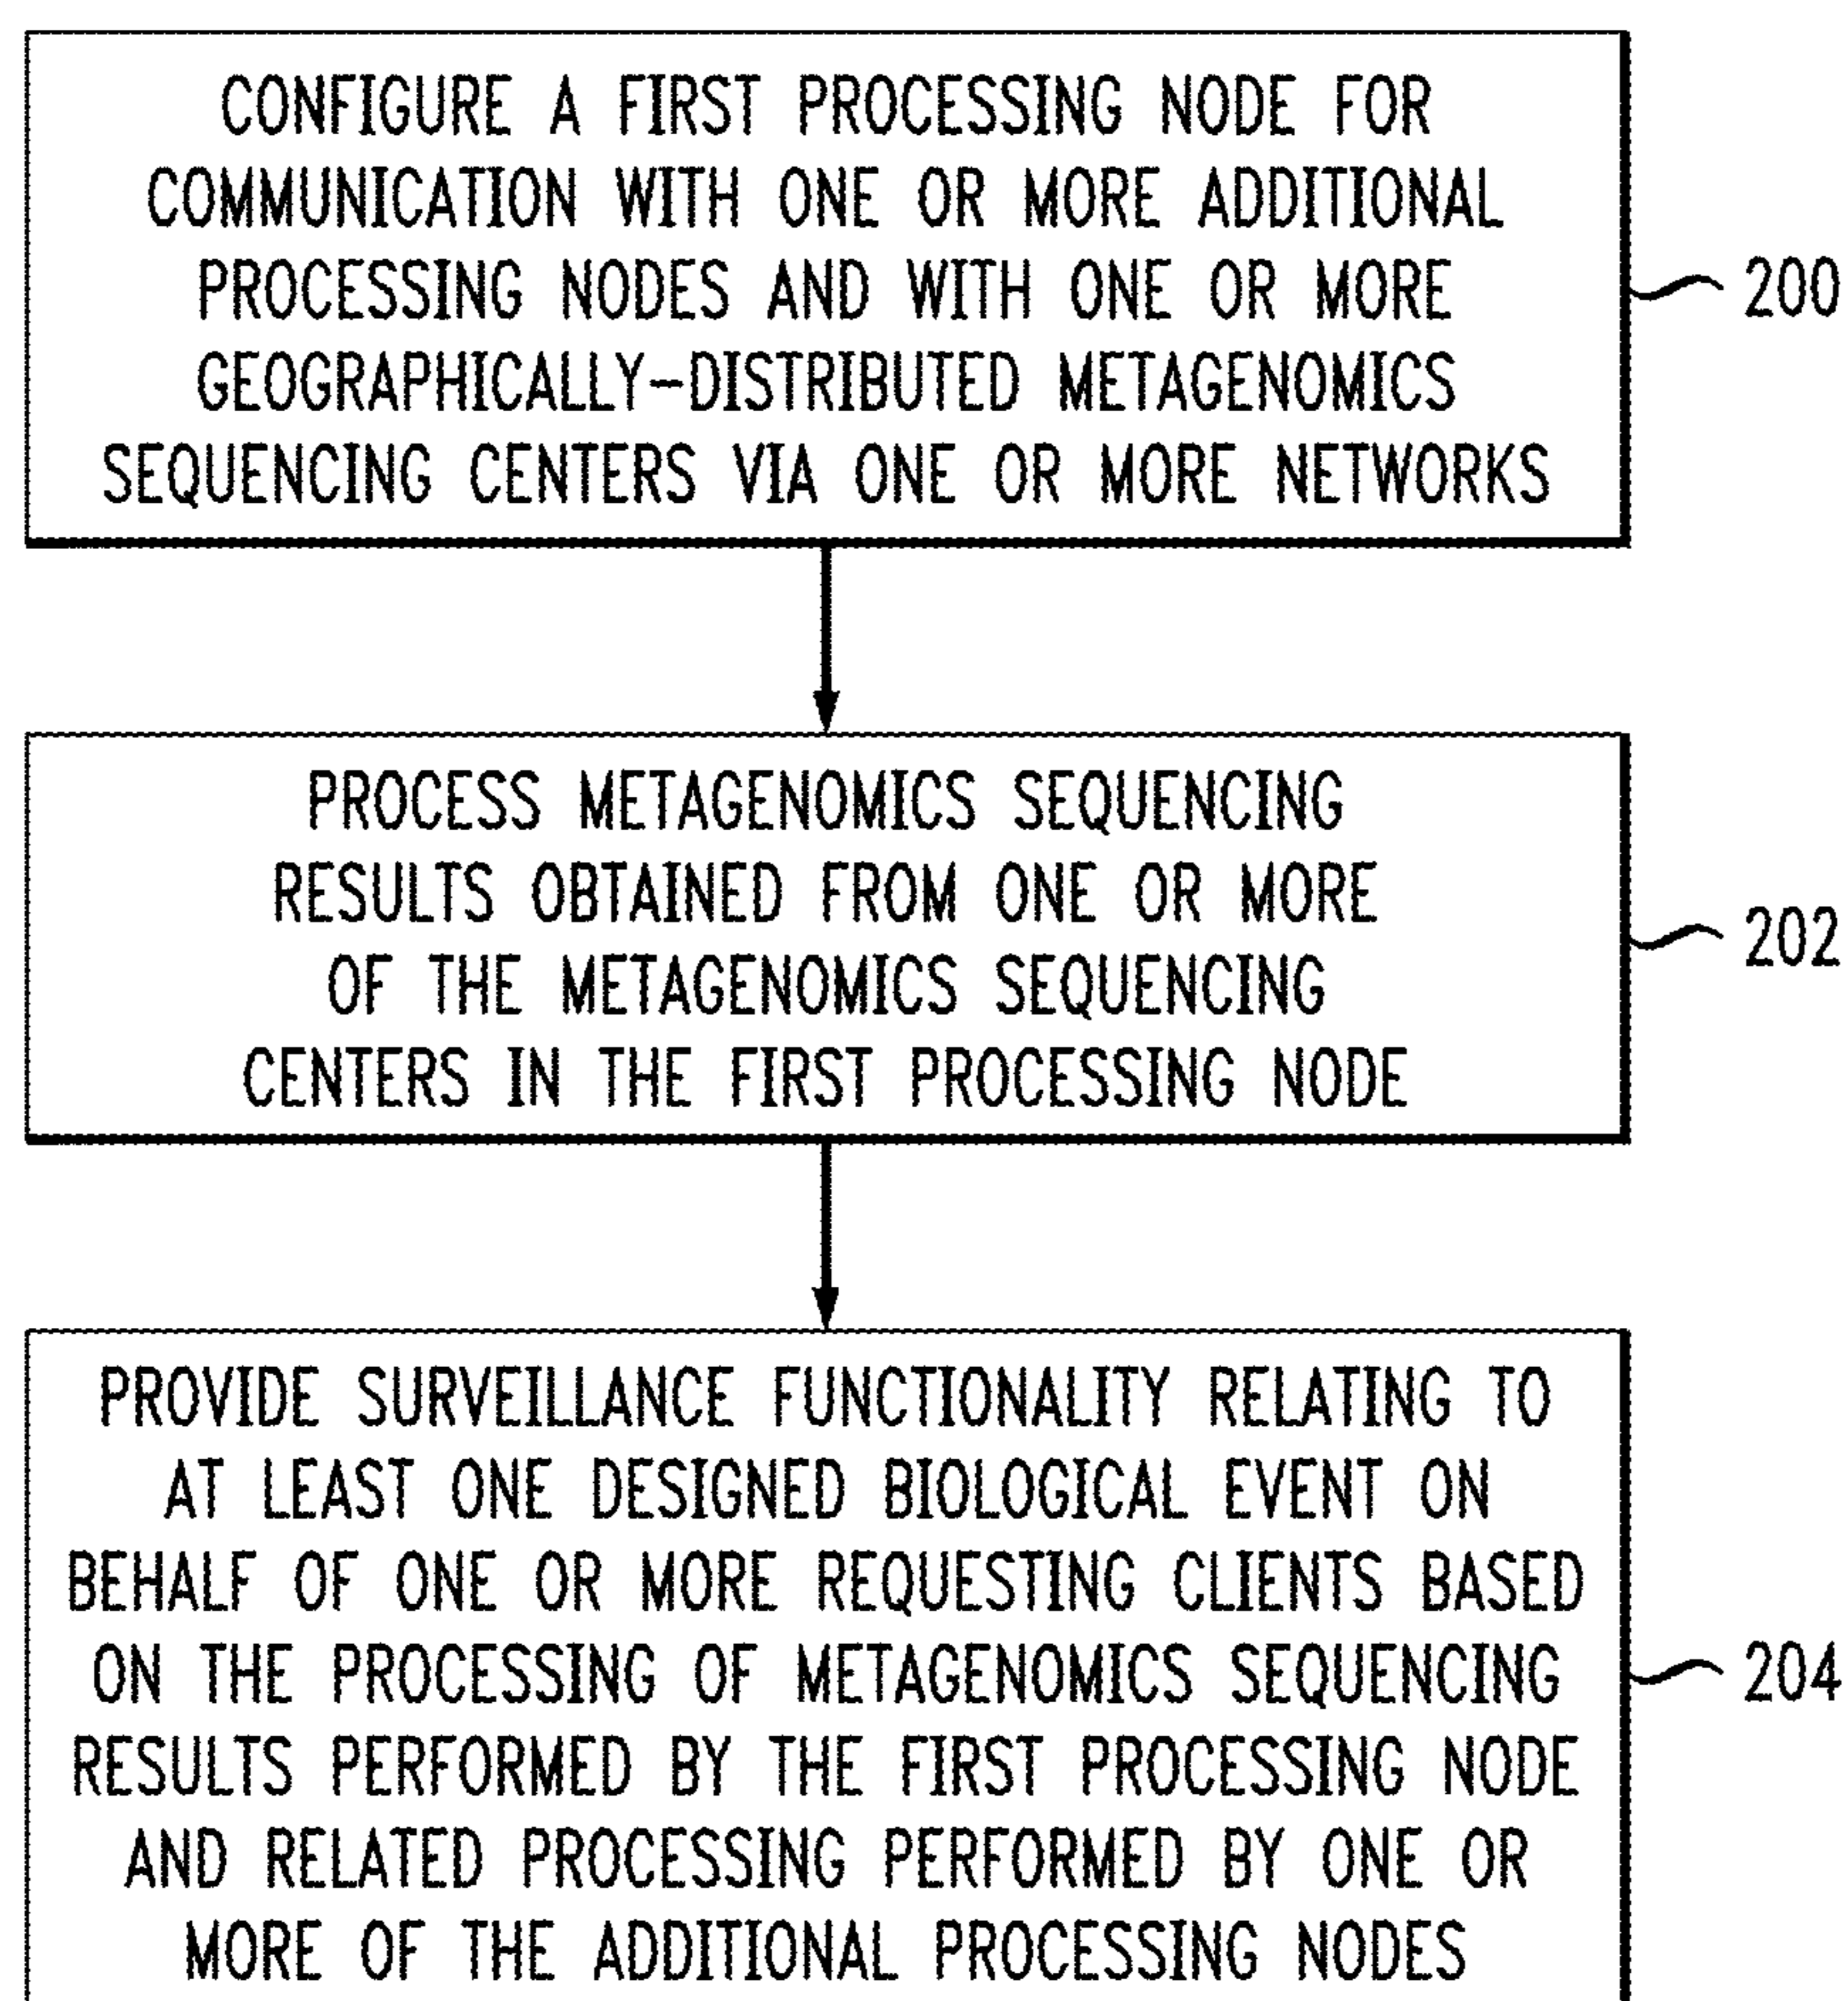 CONFIGURE A FIRST PROCESSING NODE FOR
COMMUNICATION WITH ONE OR MORE ADDITIONAL
PROCESSING NODES AND WITH ONE OR MORE
GEOGRAPHICALLY-DISTRIBUTED METAGENOMICS
SEQUENCING CENTERS VIA ONE OR MORE NETWORKS
200
PROCESS METAGENOMICS SEQUENCING
RESULTS OBTAINED FROM ONE OR MORE
OF THE METAGENOMICS SEQUENCING
CENTERS IN THE FIRST PROCESSING NODE
202
PROVIDE SURVEILLANCE FUNCTIONALITY RELATING TO
AT LEAST ONE DESIGNED BIOLOGICAL EVENT ON
BEHALF OF ONE OR MORE REQUESTING CLIENTS BASED
ON THE PROCESSING OF METAGENOMICS SEQUENCING
RESULTS PERFORMED BY THE FIRST PROCESSING NODE
AND RELATED PROCESSING PERFORMED BY ONE OR
MORE OF THE ADDITIONAL PROCESSING NODES
204